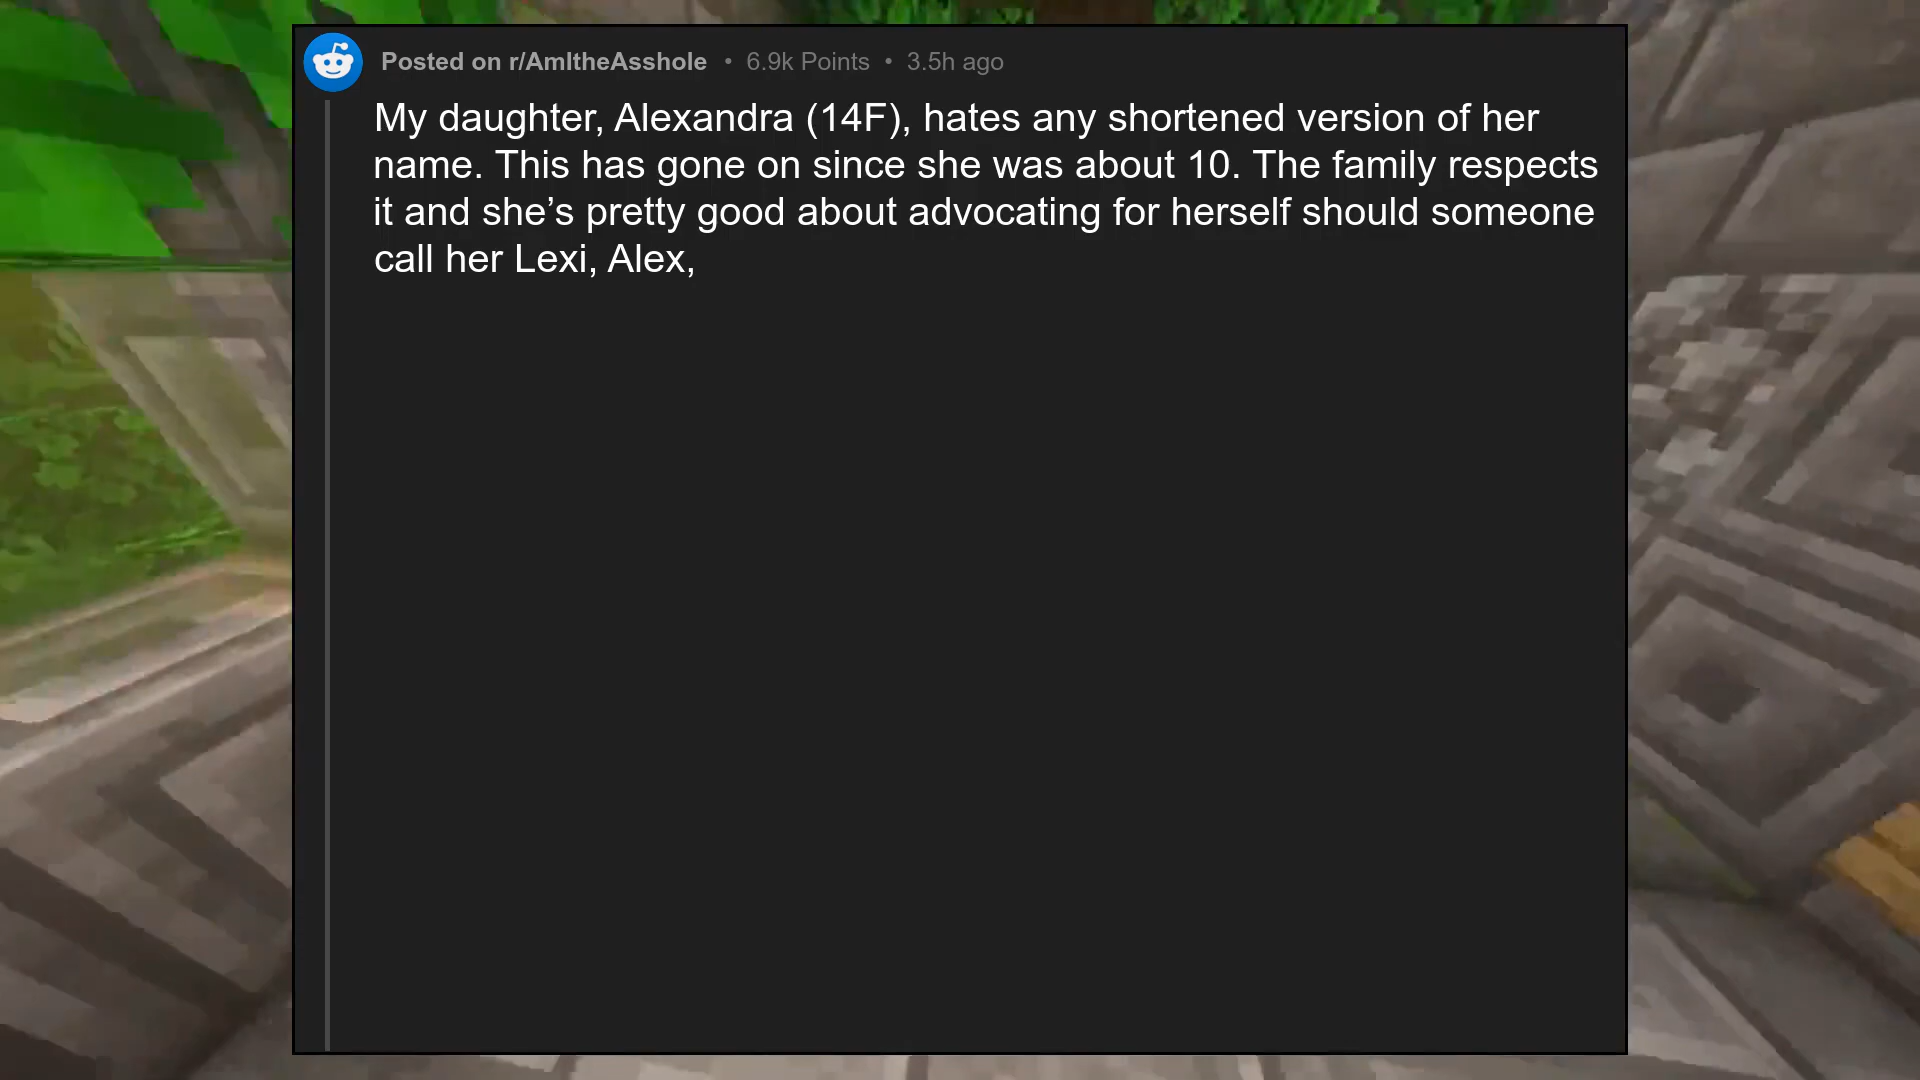 Posted on r/AmItheAsshole • 6.9k Points • 3.5h ago
My daughter, Alexandra (14F), hates any shortened version of her
name. This has gone on since she was about 10. The family respects
it and she’s pretty good about advocating for herself should someone
call her Lexi, Alex,